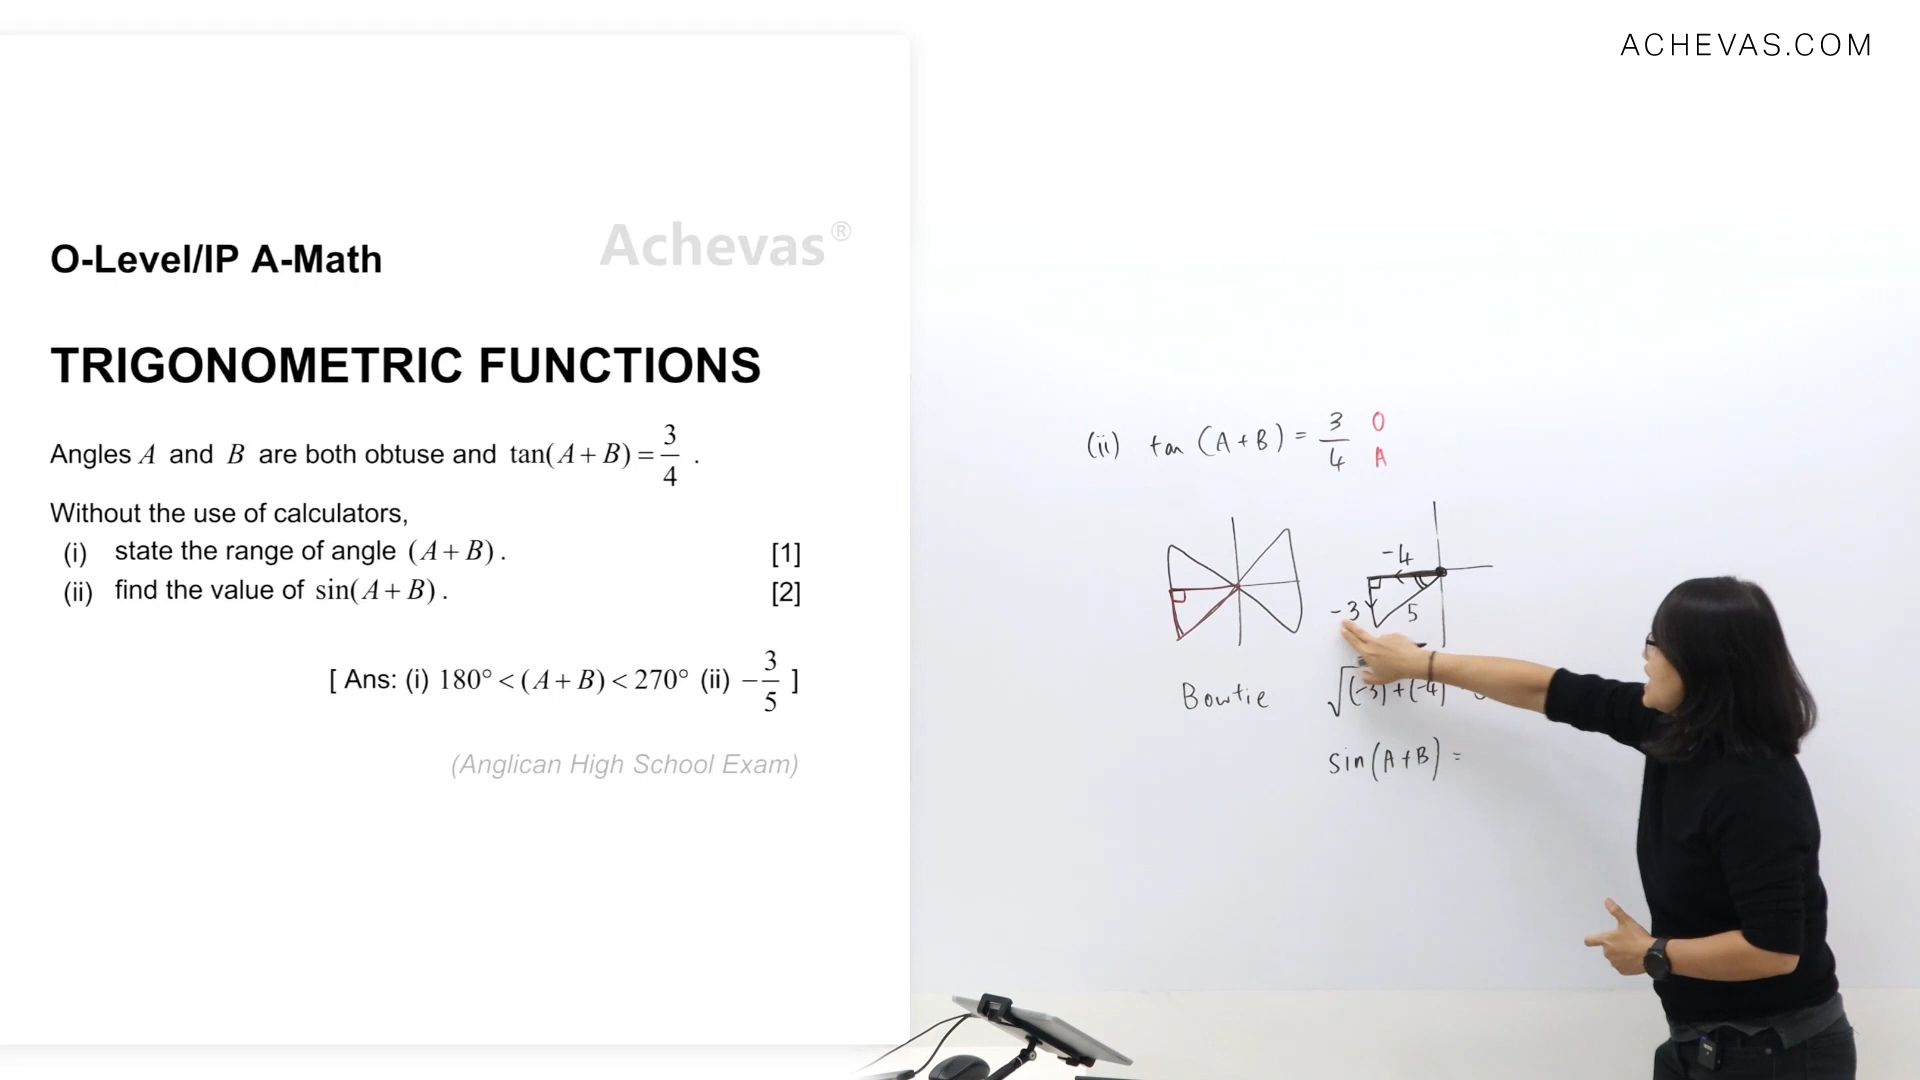 ACHEVAS.COM
O-Level/IP A-Math
Achevas®
TRIGONOMETRIC FUNCTIONS
Angles A and B are both obtuse and tan(A+B)=3/4 .
Without the use of calculators,
(i) state the range of angle (A+B). [1]
(ii) find the value of sin(A+B). [2]
[ Ans: (i) 180°<(A+B)<270° (ii) −3/5 ]
(Anglican High School Exam)
(ii) tan (A+B) = 3/4 O A
-4
-3 5
Bowtie
√(-3) + (-4)
sin(A+B) =